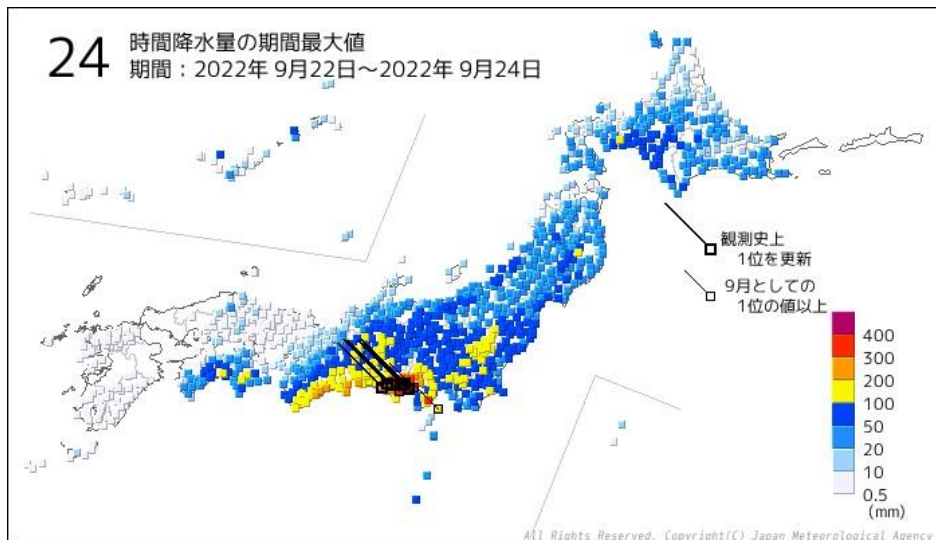 24
時間降水量の期間最大値
期間：2022年 9月22日～2022年 9月24日
観測史上
1位を更新
9月としての
1位の値以上
400
300
200
100
50
20
10
0.5
(mm)
All Rights Reserved. Copyright(C) Japan Meteorological Agency